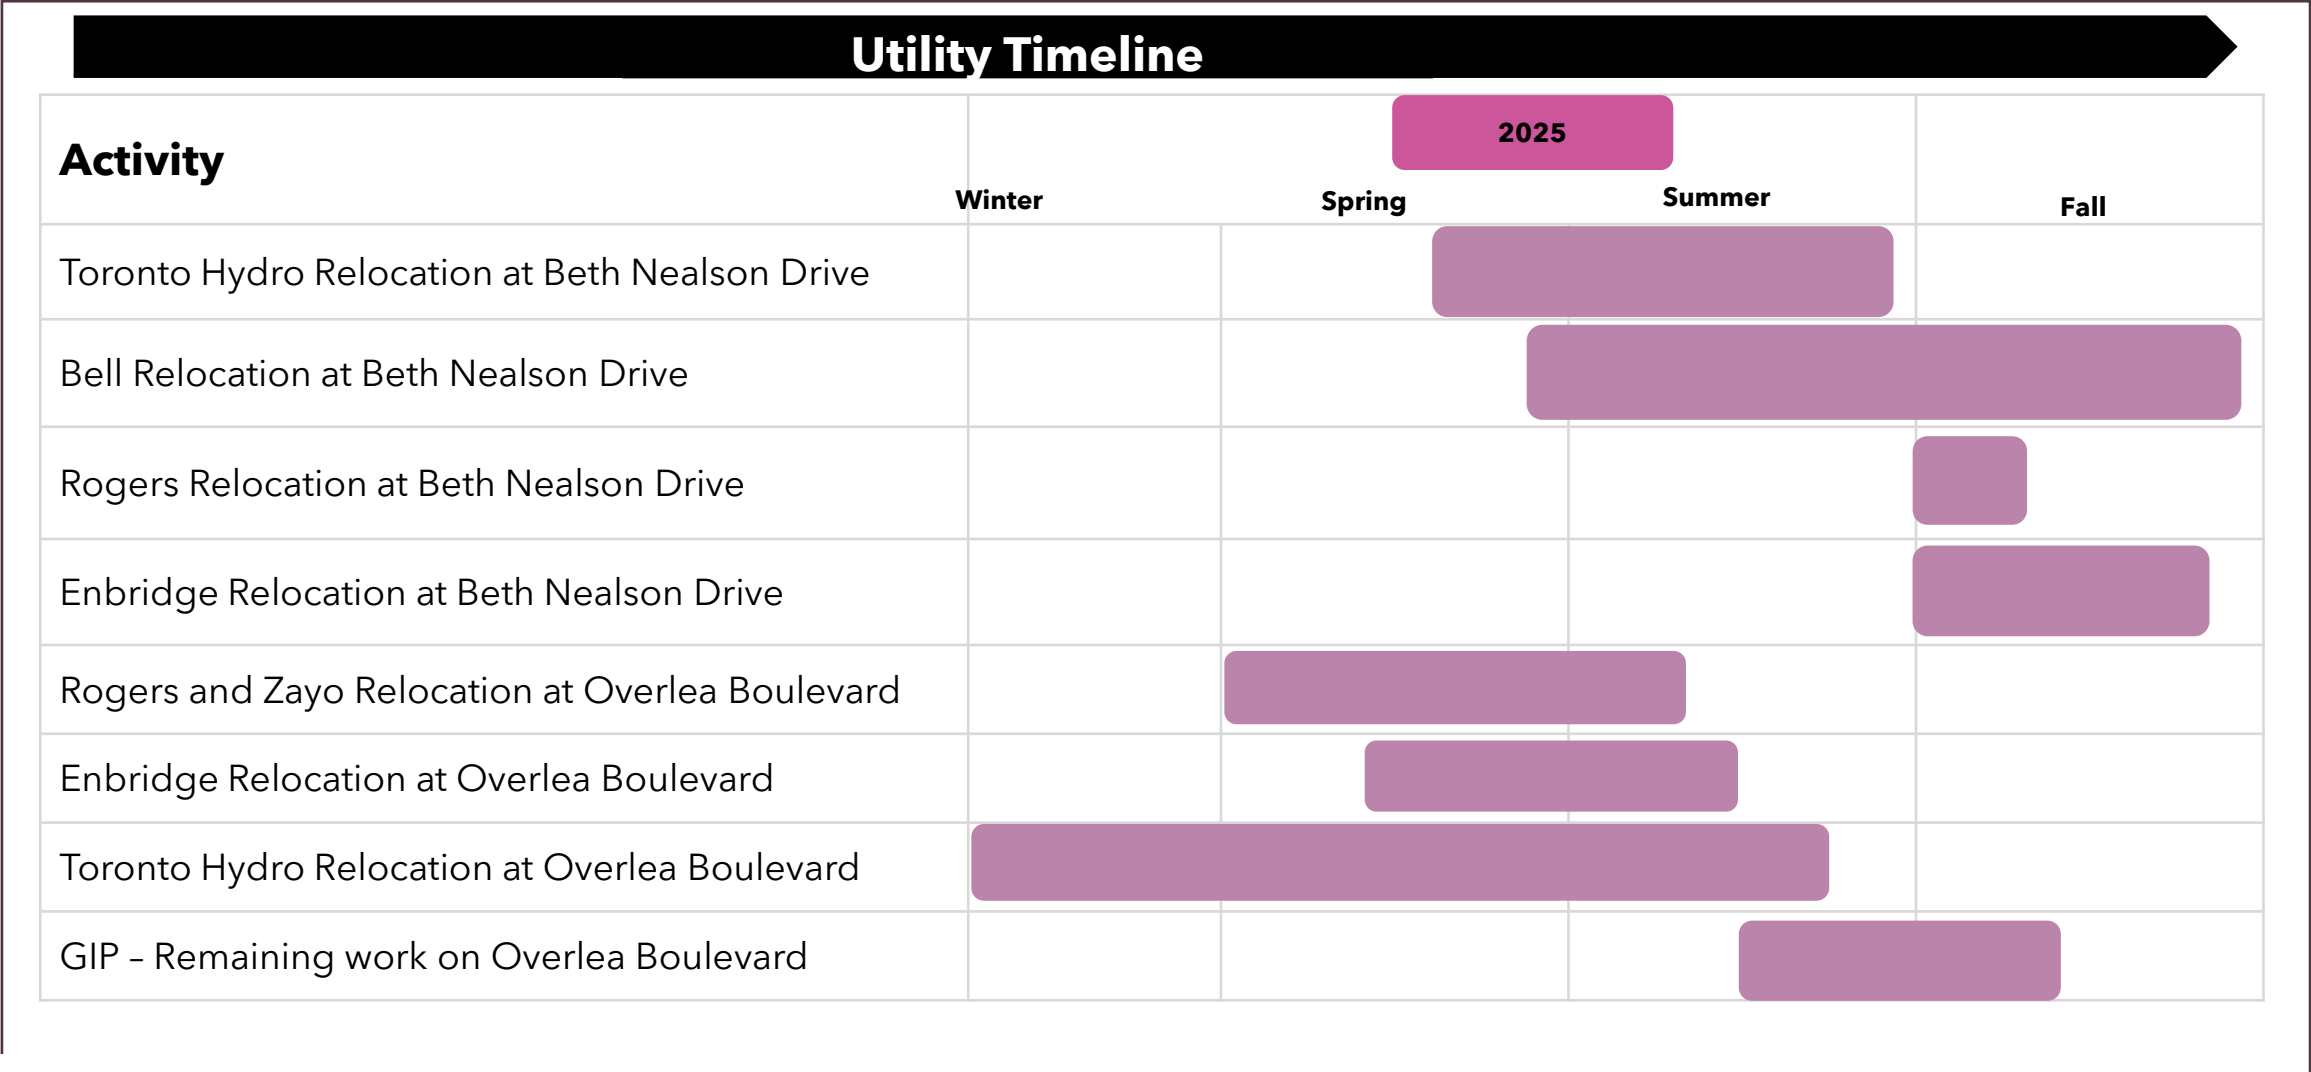 Utility Timeline
Activity
2025
Winter
Spring
Summer
Fall
Toronto Hydro Relocation at Beth Nealson Drive
Bell Relocation at Beth Nealson Drive
Rogers Relocation at Beth Nealson Drive
Enbridge Relocation at Beth Nealson Drive
Rogers and Zayo Relocation at Overlea Boulevard
Enbridge Relocation at Overlea Boulevard
Toronto Hydro Relocation at Overlea Boulevard
GIP – Remaining work on Overlea Boulevard